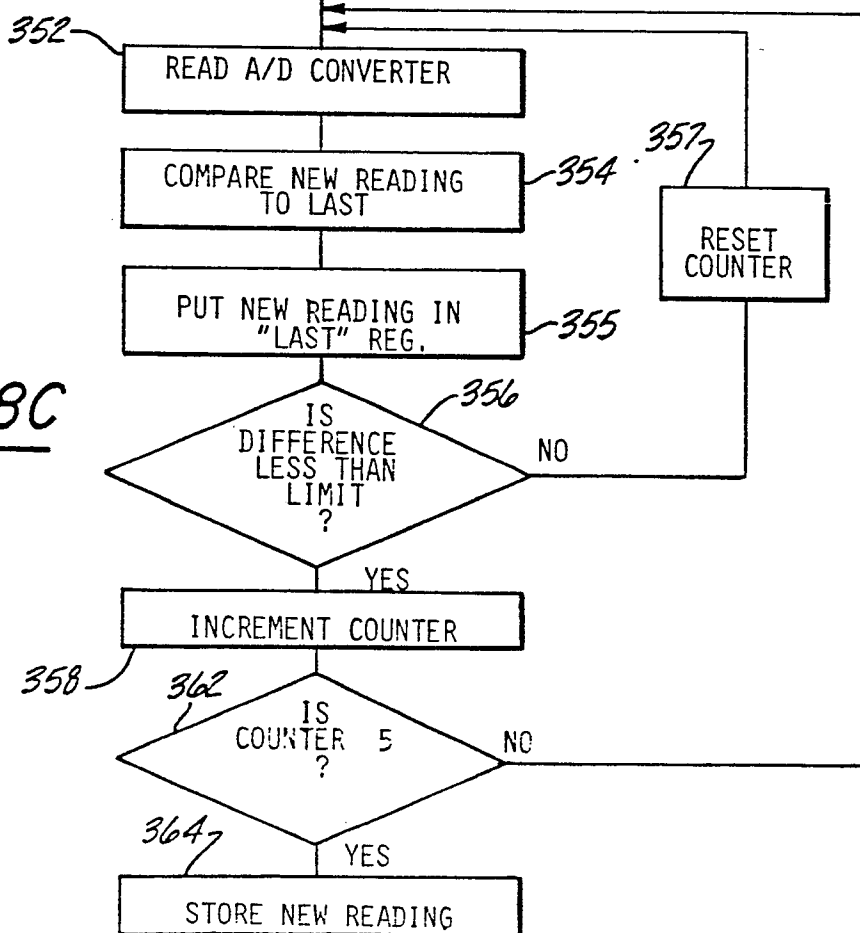 352
READ A/D CONVERTER
COMPARE NEW READING
TO LAST
354
357
RESET
COUNTER
PUT NEW READING IN
"LAST" REG.
355
8C
356
IS
DIFFERENCE
LESS THAN
LIMIT
?
NO
YES
INCREMENT COUNTER
358
362
IS
COUNTER 5
?
NO
YES
364
STORE NEW READING